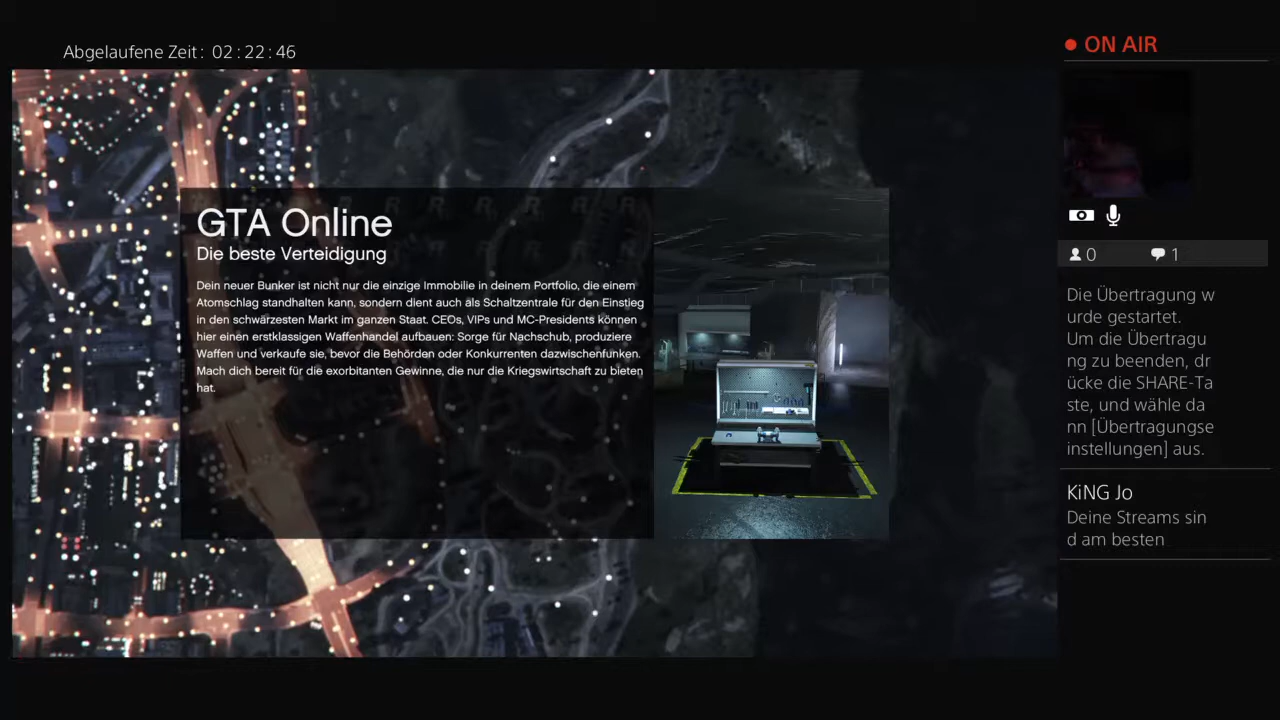 Abgelaufene Zeit: 02:22:46
ON AIR
GTA Online
Die beste Verteidigung
Dein neuer Bunker ist nicht nur die einzige Immobilie in deinem Portfolio, die einem
Atomschlag standhalten kann, sondern dient auch als Schaltzentrale für den Einstieg
in den schwärzesten Markt im ganzen Staat. CEOs, VIPs und MC-Presidents können
hier einen erstklassigen Waffenhandel aufbauen: Sorge für Nachschub, produziere
Waffen und verkaufe sie, bevor die Behörden oder Konkurrenten dazwischenfunken.
Mach dich bereit für die exorbitanten Gewinne, die nur die Kriegswirtschaft zu bieten
hat.
0 1
Die Übertragung w
urde gestartet.
Um die Übertragu
ng zu beenden, dr
ücke die SHARE-Ta
ste, und wähle da
nn [Übertragungse
instellungen] aus.
KiNG Jo
Deine Streams sin
d am besten